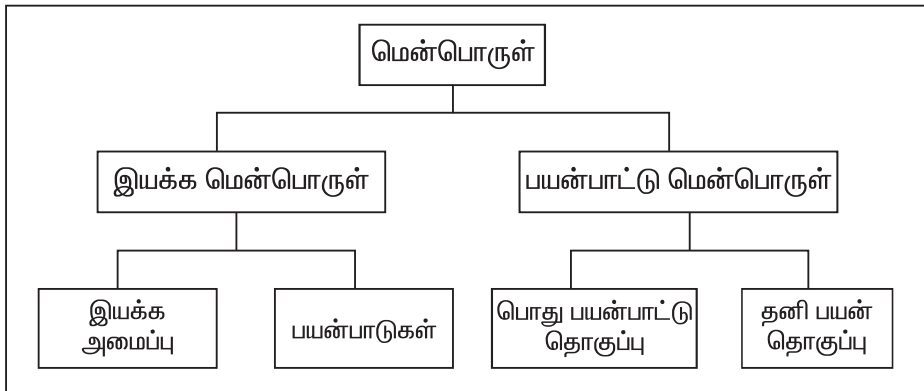 மென்பொருள்
இயக்க மென்பொருள்
பயன்பாட்டு மென்பொருள்
இயக்க
அமைப்பு
பயன்பாடுகள்
பொது பயன்பாட்டு
தொகுப்பு
தனி பயன்
தொகுப்பு